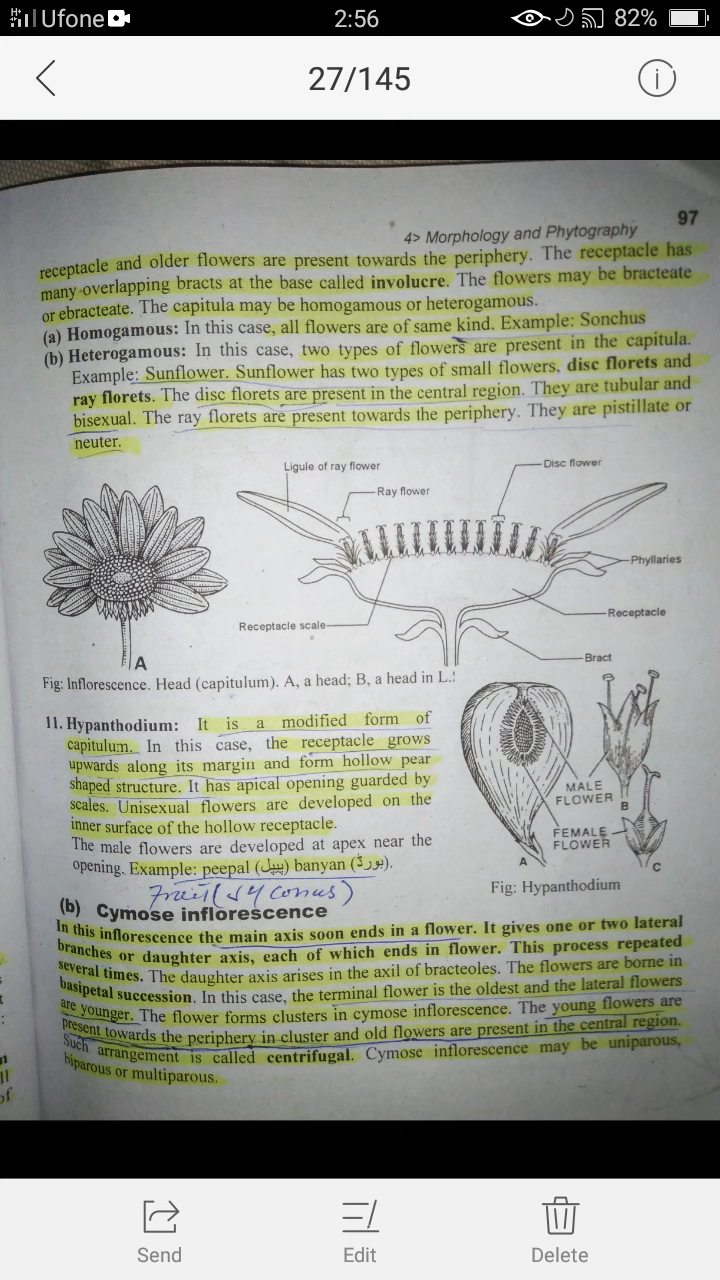 Ufone
2:56
82%
27/145
97
4> Morphology and Phytography
receptacle and older flowers are present towards the periphery. The receptacle has
many overlapping bracts at the base called involucre. The flowers may be bracteate
or ebracteate. The capitula may be homogamous or heterogamous.
(a) Homogamous: In this case, all flowers are of same kind. Example: Sonchus
(b) Heterogamous: In this case, two types of flowers are present in the capitula.
Example: Sunflower. Sunflower has two types of small flowers, disc florets and
ray florets. The disc florets are present in the central region. They are tubular and
bisexual. The ray florets are present towards the periphery. They are pistillate or
neuter.
Ligule of ray flower
Disc flower
Ray flower
Phyllaries
Receptacle
Receptacle scale
Bract
A
Fig: Inflorescence. Head (capitulum). A, a head; B, a head in L.S
11. Hypanthodium: It is a modified form of
capitulum. In this case, the receptacle grows
upwards along its margin and form hollow pear
shaped structure. It has apical opening guarded by
scales. Unisexual flowers are developed on the
inner surface of the hollow receptacle.
The male flowers are developed at apex near the
opening. Example: peepal (پیپل) banyan (بورڈ).
MALE
FLOWER
B
FEMALE
FLOWER
A
C
Fig: Hypanthodium
Fruit
(b) Cymose inflorescence
In this inflorescence the main axis soon ends in a flower. It gives one or two lateral
branches or daughter axis, each of which ends in flower. This process repeated
several times. The daughter axis arises in the axil of bracteoles. The flowers are borne in
basipetal succession. In this case, the terminal flower is the oldest and the lateral flowers
are younger. The flower forms clusters in cymose inflorescence. The young flowers are
present towards the periphery in cluster and old flowers are present in the central region.
Such arrangement is called centrifugal. Cymose inflorescence may be uniparous,
biparous or multiparous.
Send
Edit
Delete